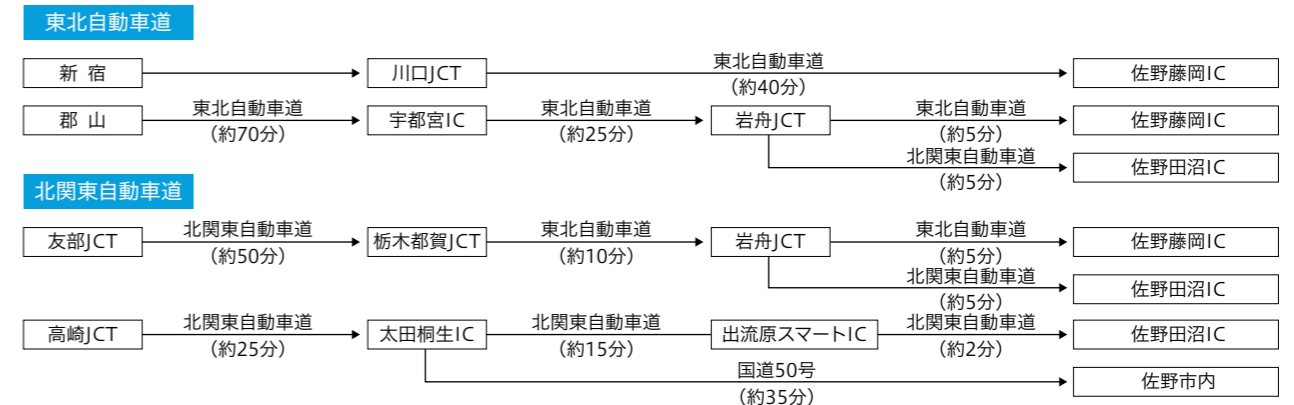 東北自動車道
新 宿 川口JCT 東北自動車道 (約40分) 佐野藤岡IC
郡 山 東北自動車道 (約70分) 宇都宮IC 東北自動車道 (約25分) 岩舟JCT 東北自動車道 (約5分) 佐野藤岡IC
北関東自動車道 (約5分) 佐野田沼IC
北関東自動車道
友部JCT 北関東自動車道 (約50分) 栃木都賀JCT 東北自動車道 (約10分) 岩舟JCT 東北自動車道 (約5分) 佐野藤岡IC
北関東自動車道 (約5分) 佐野田沼IC
高崎JCT 北関東自動車道 (約25分) 太田桐生IC 北関東自動車道 (約15分) 出流原スマートIC 北関東自動車道 (約2分) 佐野田沼IC
国道50号 (約35分) 佐野市内